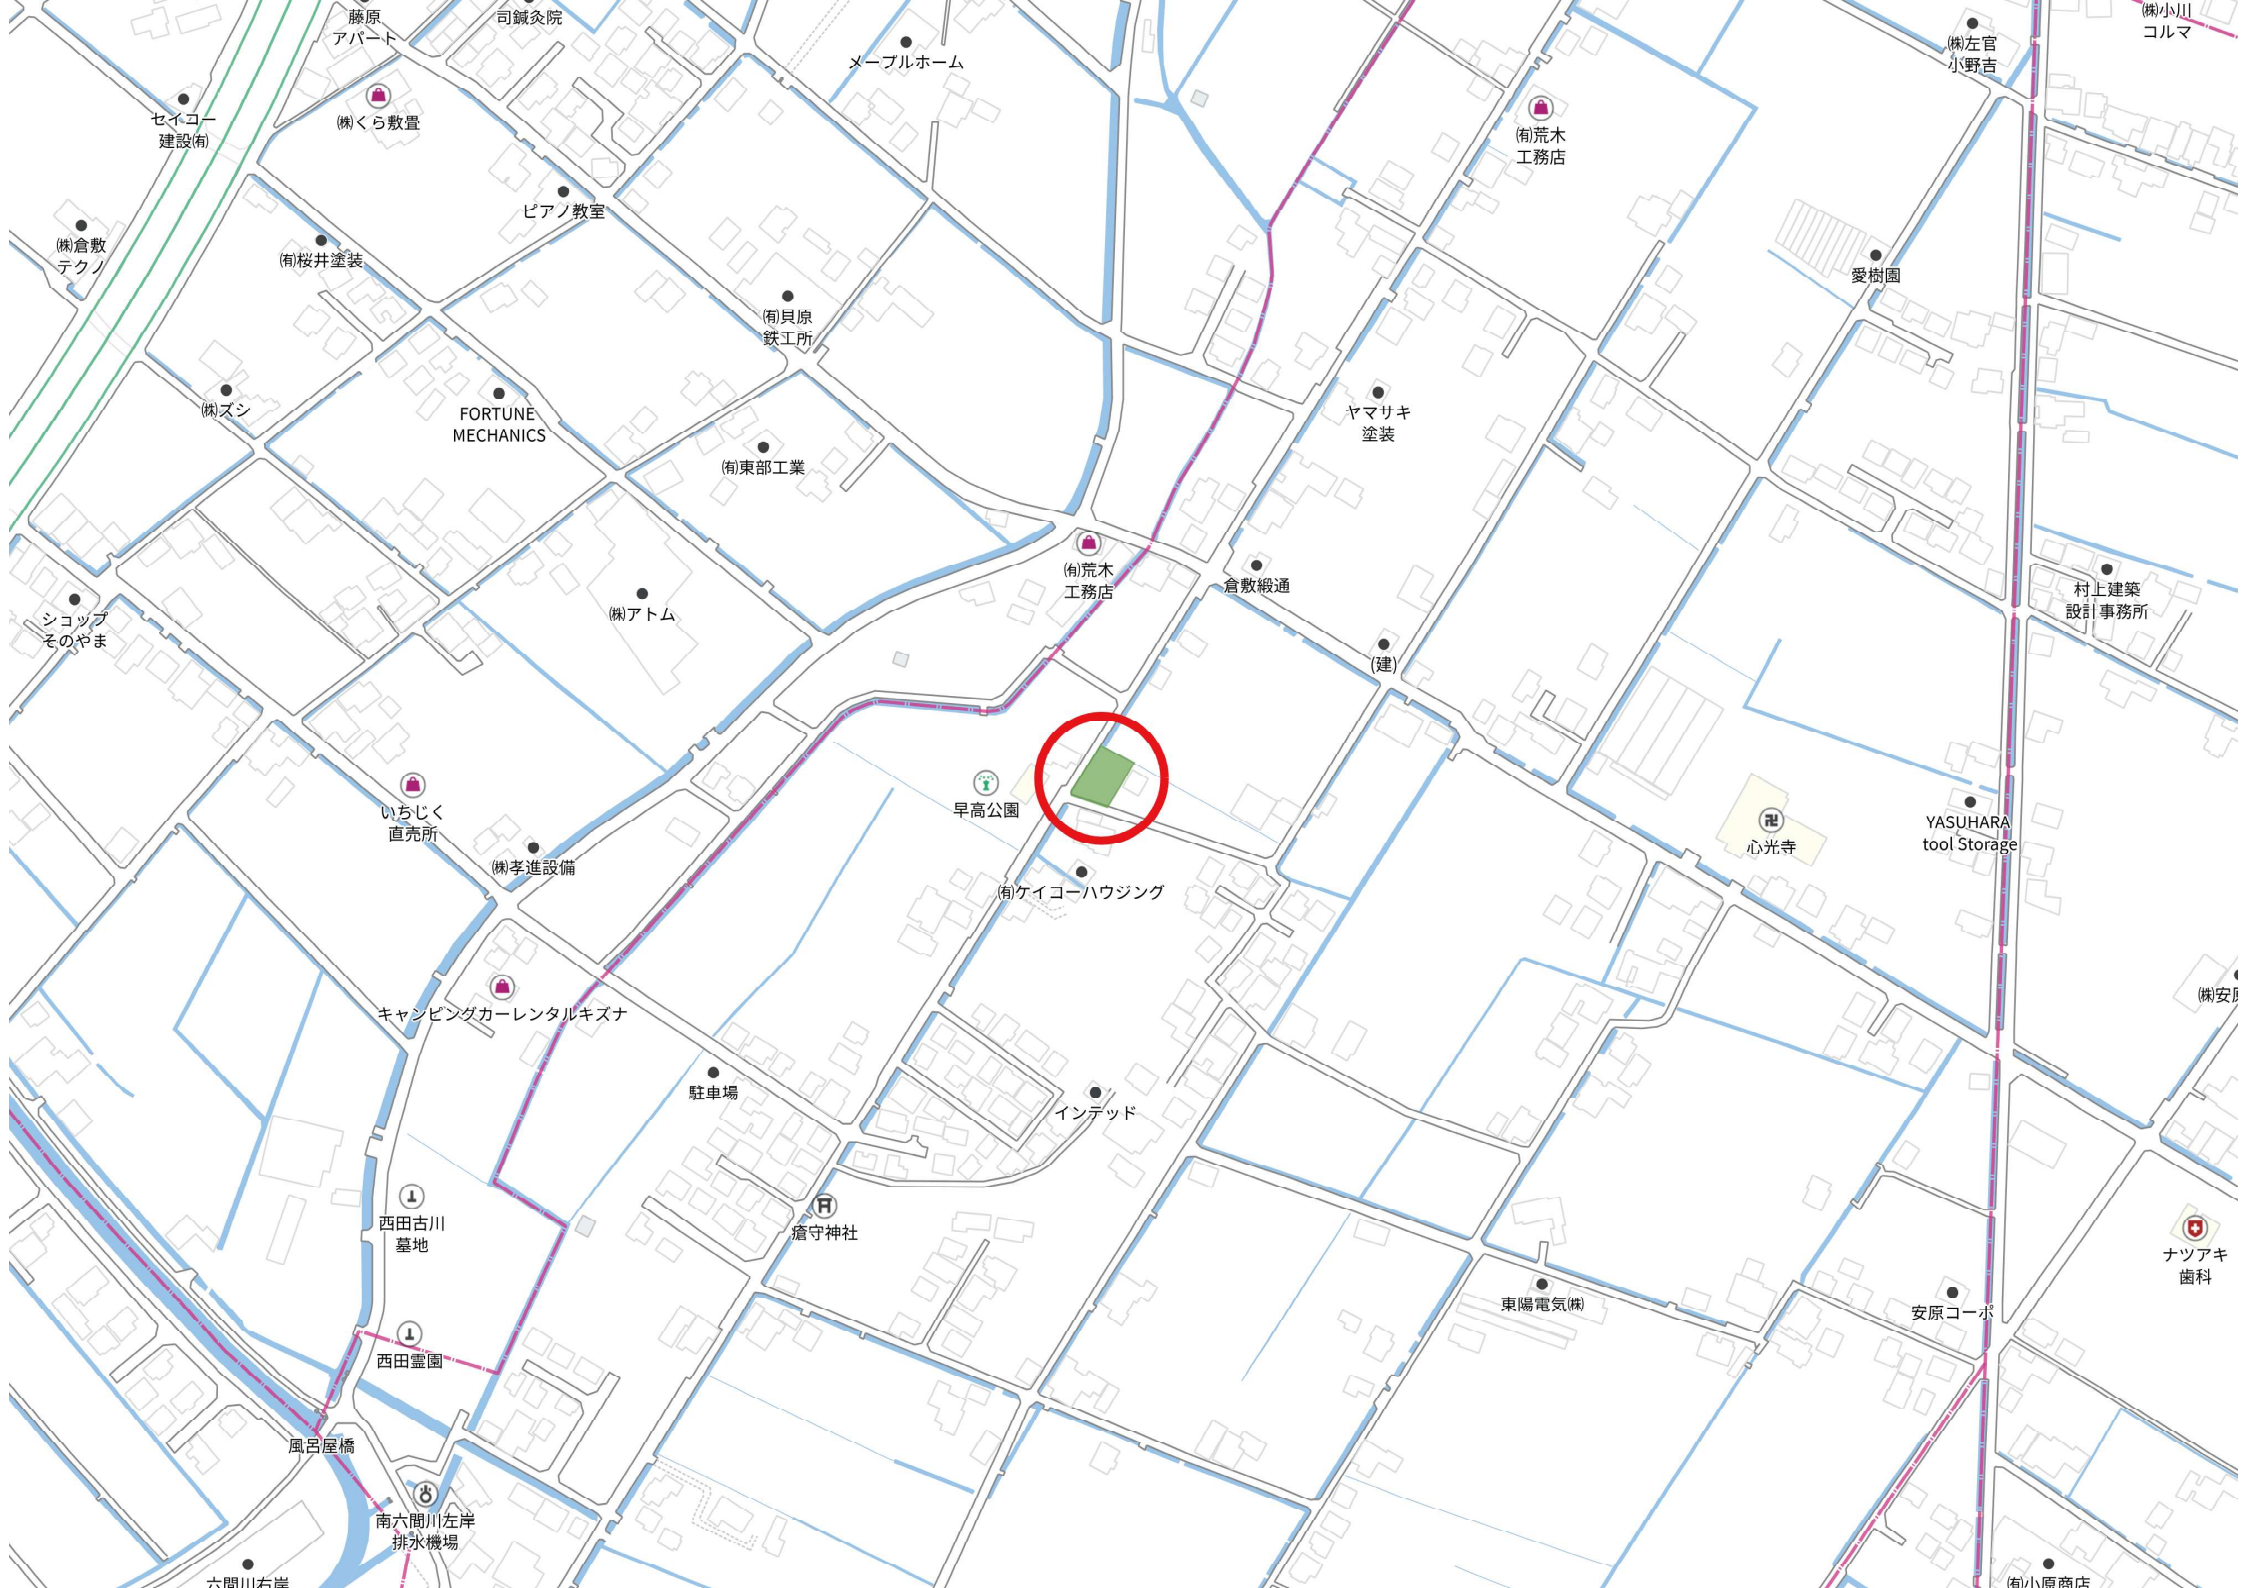 藤原
アパート
司鍼灸院
㈱小川
コルマ
㈱左官
小野吉
メープルホーム
セイコー
建設㈲
㈱くら敷畳
㈲荒木
工務店
ピアノ教室
㈱倉敷
テクノ
㈲桜井塗装
愛樹園
㈲貝原
鉄工所
㈱ズシ
FORTUNE
MECHANICS
ヤマサキ
塗装
㈲東部工業
㈲荒木
工務店
倉敷緞通
㈱アトム
村上建築
設計事務所
ショップ
そのやま
(建)
早高公園
いちじく
直売所
YASUHARA
tool Storage
心光寺
㈱孝進設備
㈲ケイコーハウジング
㈱安原
キャンピングカーレンタルキズナ
駐車場
インテッド
西田古川
墓地
瘡守神社
ナツアキ
歯科
東陽電気㈱
安原コーポ
西田霊園
風呂屋橋
南六間川左岸
排水機場
六間川右岸
㈲小原商店